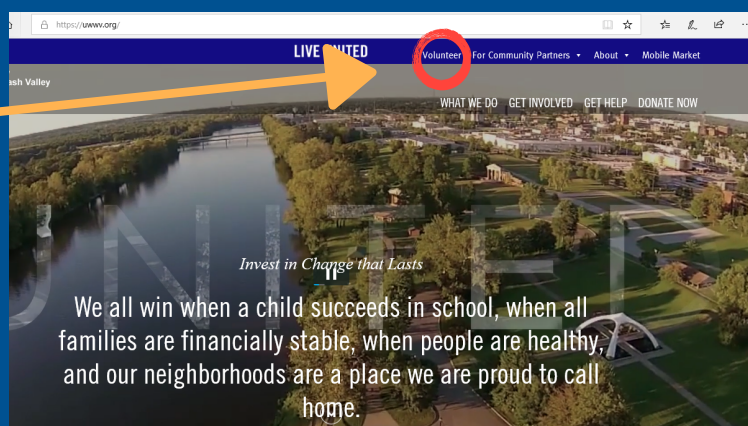 https://uwwv.org/
LIVE UNITED
Volunteer For Community Partners About Mobile Market
ash Valley
WHAT WE DO GET INVOLVED GET HELP DONATE NOW
UNITED
Invest in Change that Lasts
We all win when a child succeeds in school, when all
families are financially stable, when people are healthy,
and our neighborhoods are a place we are proud to call
home.